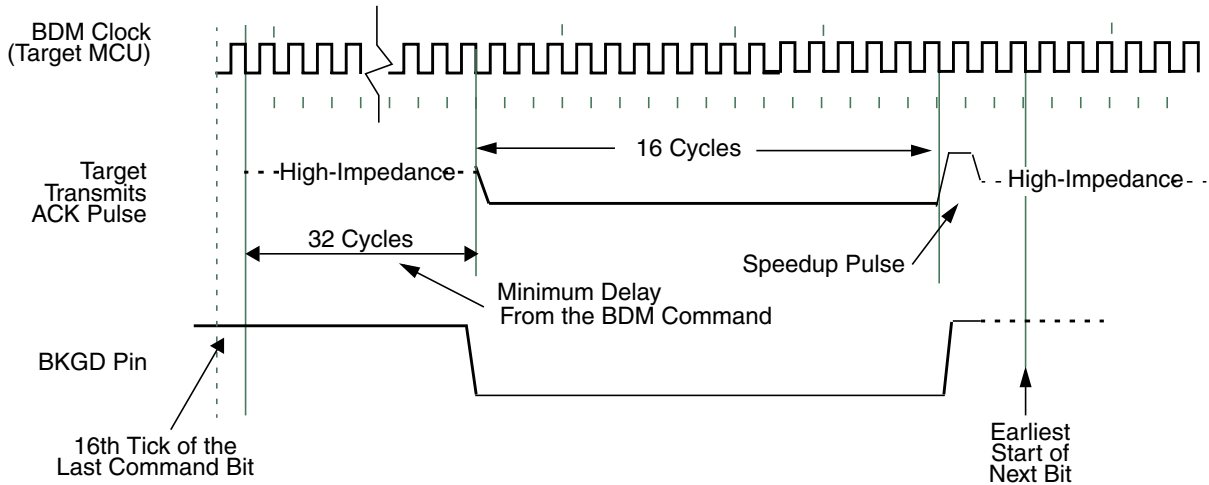 BDM Clock
(Target MCU)
16 Cycles
Target
Transmits
ACK Pulse
High-Impedance
High-Impedance
32 Cycles
Speedup Pulse
Minimum Delay
From the BDM Command
BKGD Pin
16th Tick of the
Last Command Bit
Earliest
Start of
Next Bit